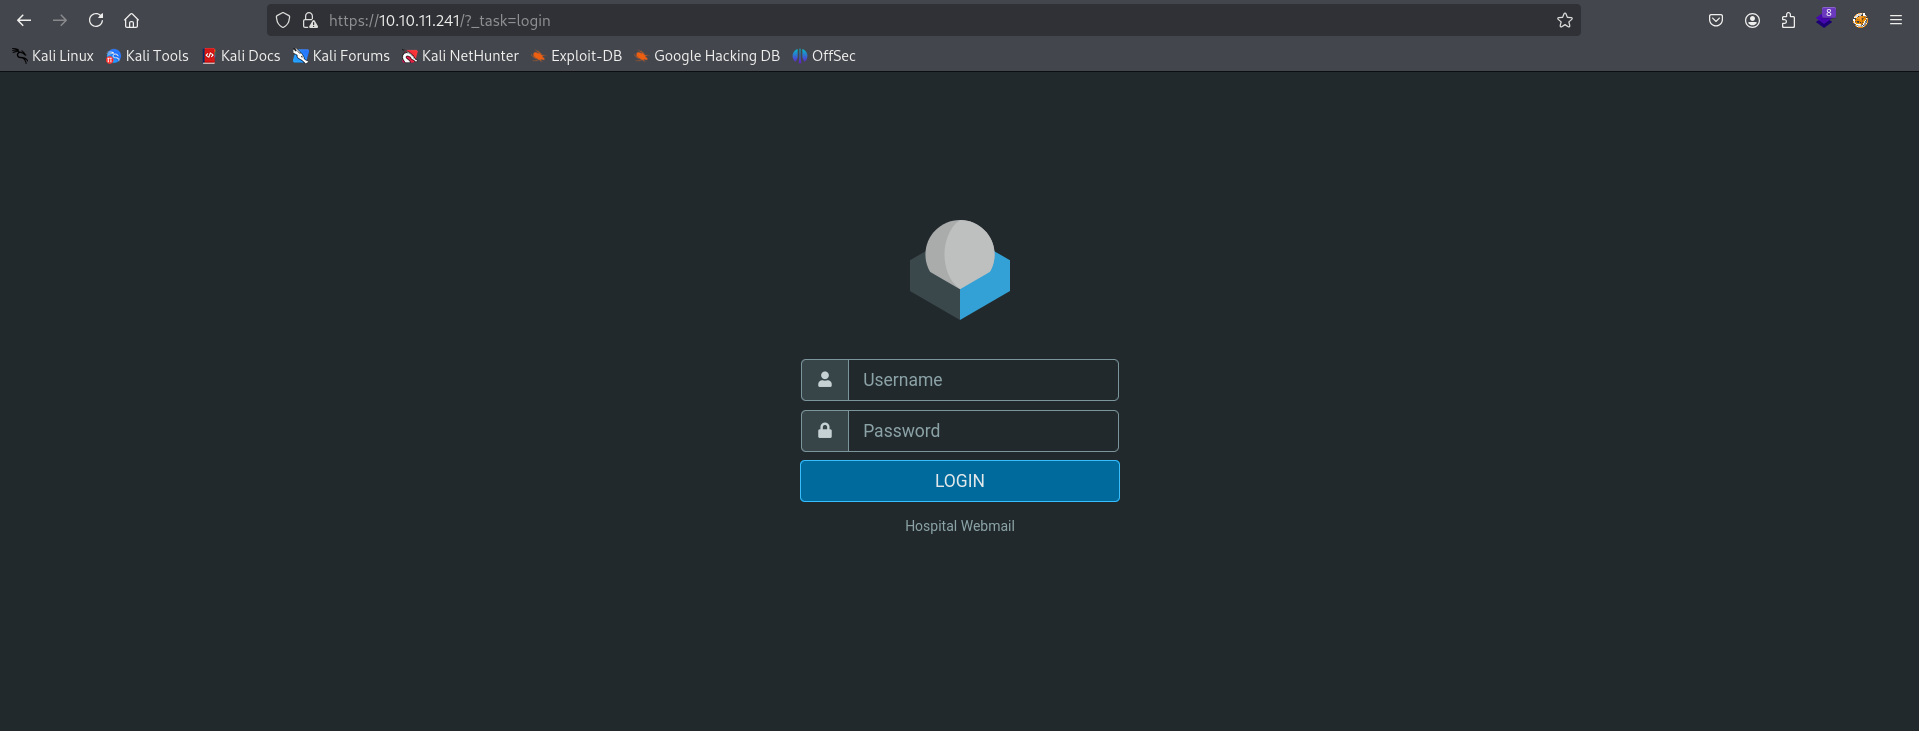 https://10.10.11.241/?_task=login
8
Kali Linux Kali Tools Kali Docs Kali Forums Kali NetHunter Exploit-DB Google Hacking DB OffSec
Username
Password
LOGIN
Hospital Webmail